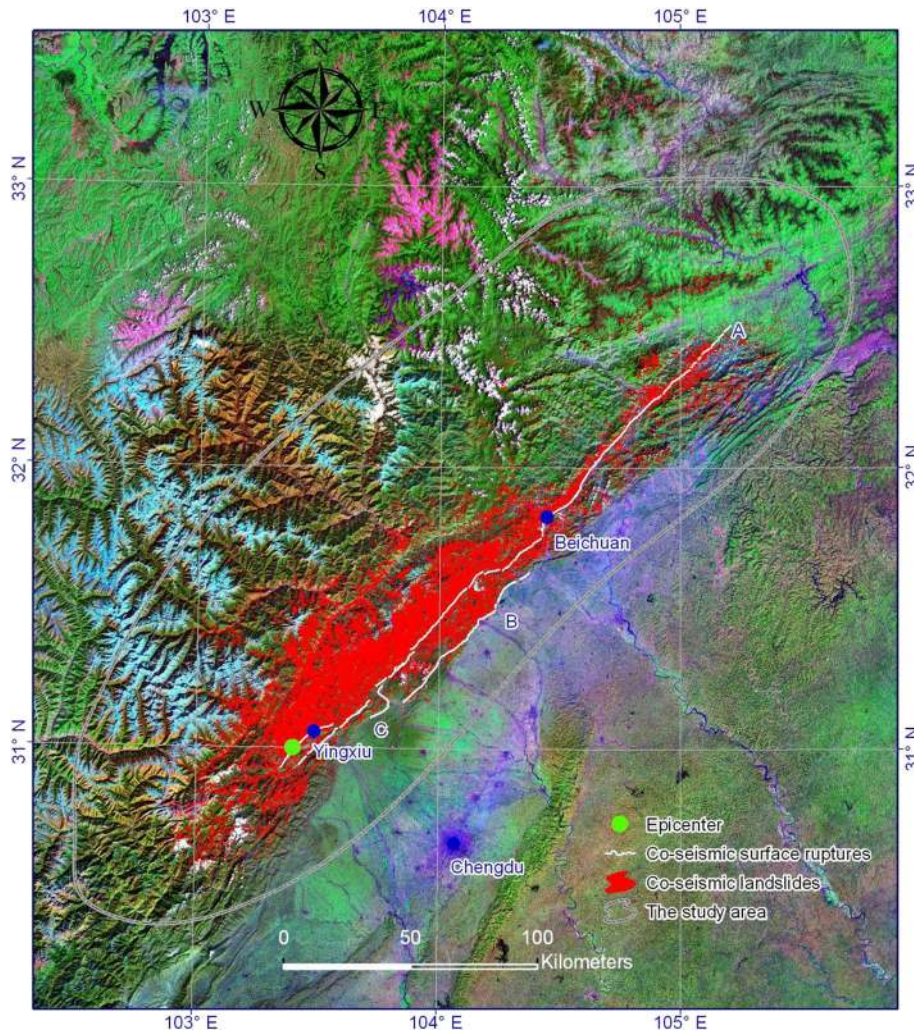 103° E 104° E 105° E
N
W E
S
33° N 33° N
A
32° N 32° N
Beichuan
B
C
31° N 31° N
Yingxiu
Epicenter
Co-seismic surface ruptures
Chengdu
Co-seismic landslides
The study area
0 50 100
Kilometers
103° E 104° E 105° E